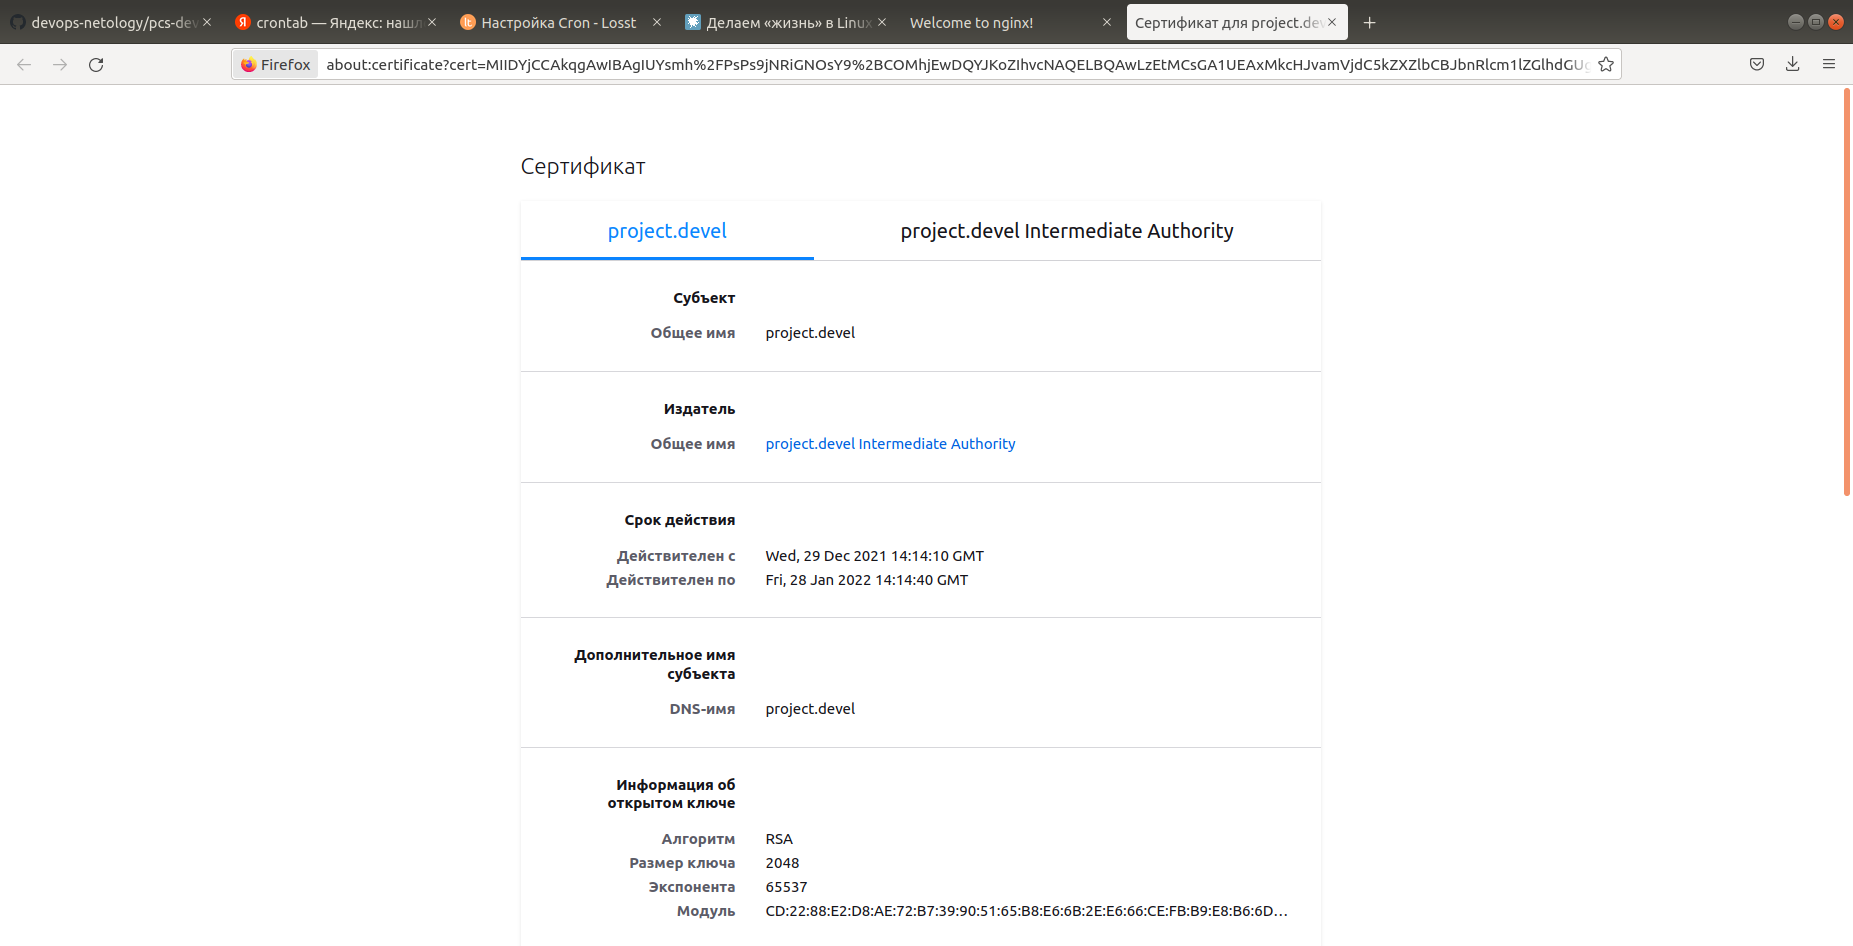 devops-netology/pcs-dev
crontab — Яндекс: нашл
Настройка Cron - Losst
Делаем «жизнь» в Linux
Welcome to nginx!
Сертификат для project.dev
Firefox
about:certificate?cert=MIIDYjCCAkqgAwIBAgIUYsmh%2FPsPs9jNRiGNOsY9%2BCOMhjEwDQYJKoZIhvcNAQELBQAwLzEtMCsGA1UEAxMkcHJvamVjdC5kZXZlbCBJbnRlcm1lZGlhdGUg
Сертификат
project.devel
project.devel Intermediate Authority
Субъект
Общее имя project.devel
Издатель
Общее имя project.devel Intermediate Authority
Срок действия
Действителен с Wed, 29 Dec 2021 14:14:10 GMT
Действителен по Fri, 28 Jan 2022 14:14:40 GMT
Дополнительное имя
субъекта
DNS-имя project.devel
Информация об
открытом ключе
Алгоритм RSA
Размер ключа 2048
Экспонента 65537
Модуль CD:22:88:E2:D8:AE:72:B7:39:90:51:65:B8:E6:6B:2E:E6:66:CE:FB:B9:E8:B6:6D…